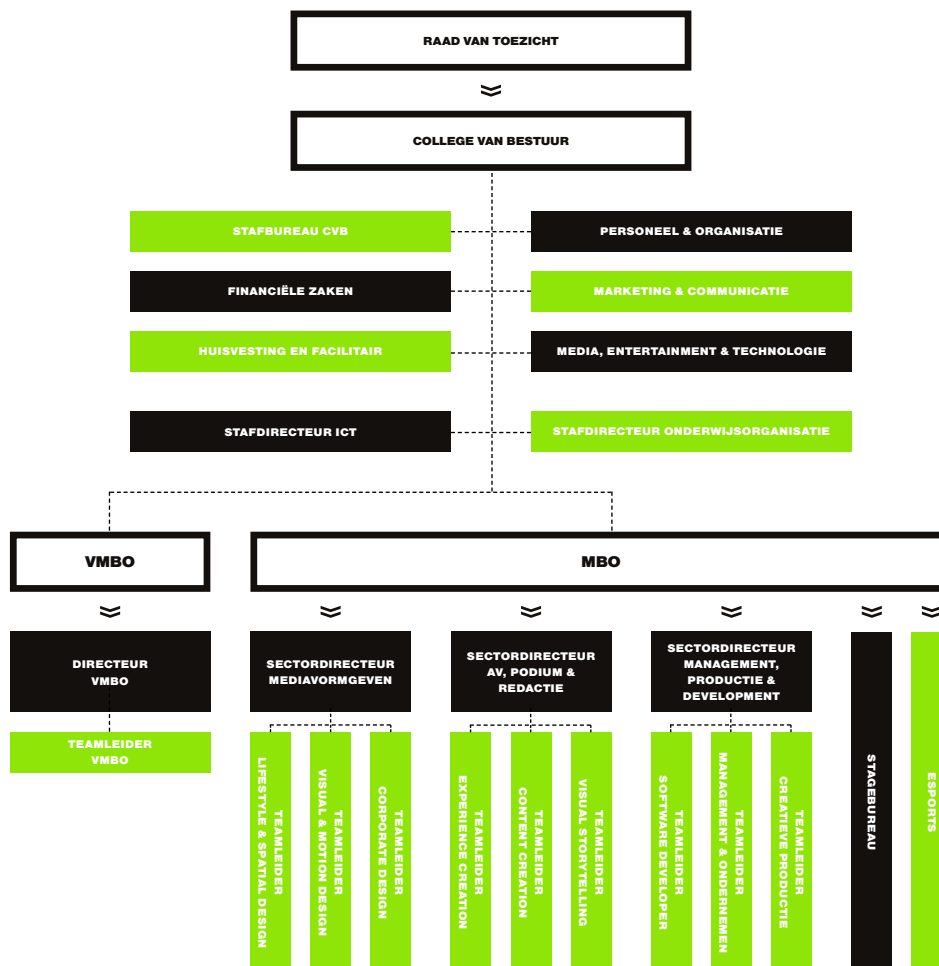 RAAD VAN TOEZICHT
COLLEGE VAN BESTUUR
STAFBUREAU CVB
PERSONEEL & ORGANISATIE
FINANCIËLE ZAKEN
MARKETING & COMMUNICATIE
HUISVESTING EN FACILITAIR
MEDIA, ENTERTAINMENT & TECHNOLOGIE
STAFDIRECTEUR ICT
STAFDIRECTEUR ONDERWIJSORGANISATIE
VMBO
MBO
DIRECTEUR
VMBO
TEAMLEIDER
VMBO
SECTORDIRECTEUR
MEDIAVORMGEVEN
TEAMLEIDER
LIFESTYLE & SPATIAL DESIGN
TEAMLEIDER
VISUAL & MOTION DESIGN
TEAMLEIDER
CORPORATE DESIGN
SECTORDIRECTEUR
AV, PODIUM &
REDACTIE
TEAMLEIDER
EXPERIENCE CREATION
TEAMLEIDER
CONTENT CREATION
TEAMLEIDER
VISUAL STORYTELLING
SECTORDIRECTEUR
MANAGEMENT,
PRODUCTIE &
DEVELOPMENT
TEAMLEIDER
SOFTWARE DEVELOPER
TEAMLEIDER
MANAGEMENT & ONDERNEMEN
TEAMLEIDER
CREATIEVE PRODUCTIE
STAGEBUREAU
ESPORTS